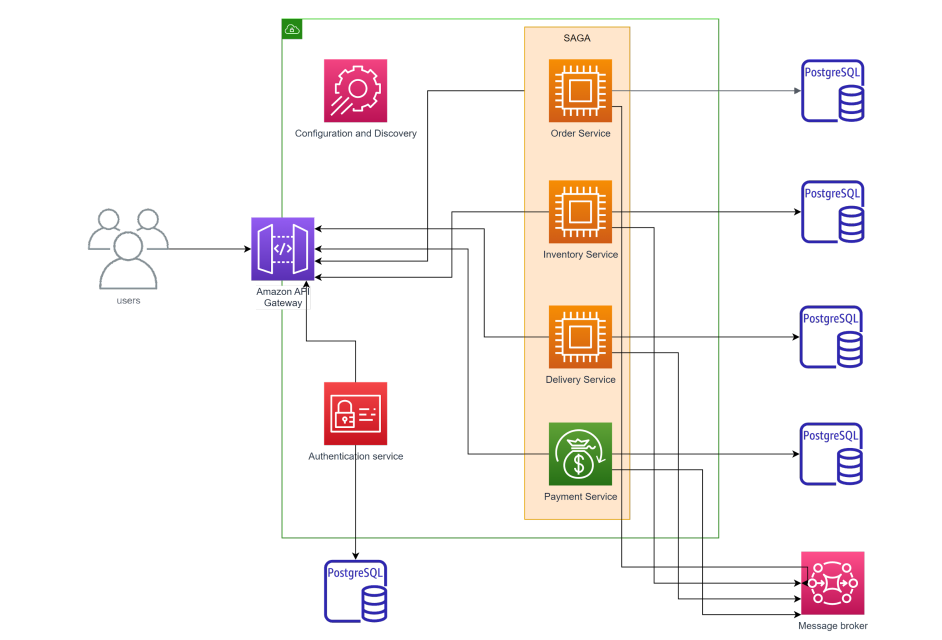 SAGA
PostgreSQL
Configuration and Discovery
Order Service
PostgreSQL
Inventory Service
users
Amazon API
Gateway
PostgreSQL
Delivery Service
PostgreSQL
Authentication service
Payment Service
PostgreSQL
Message broker